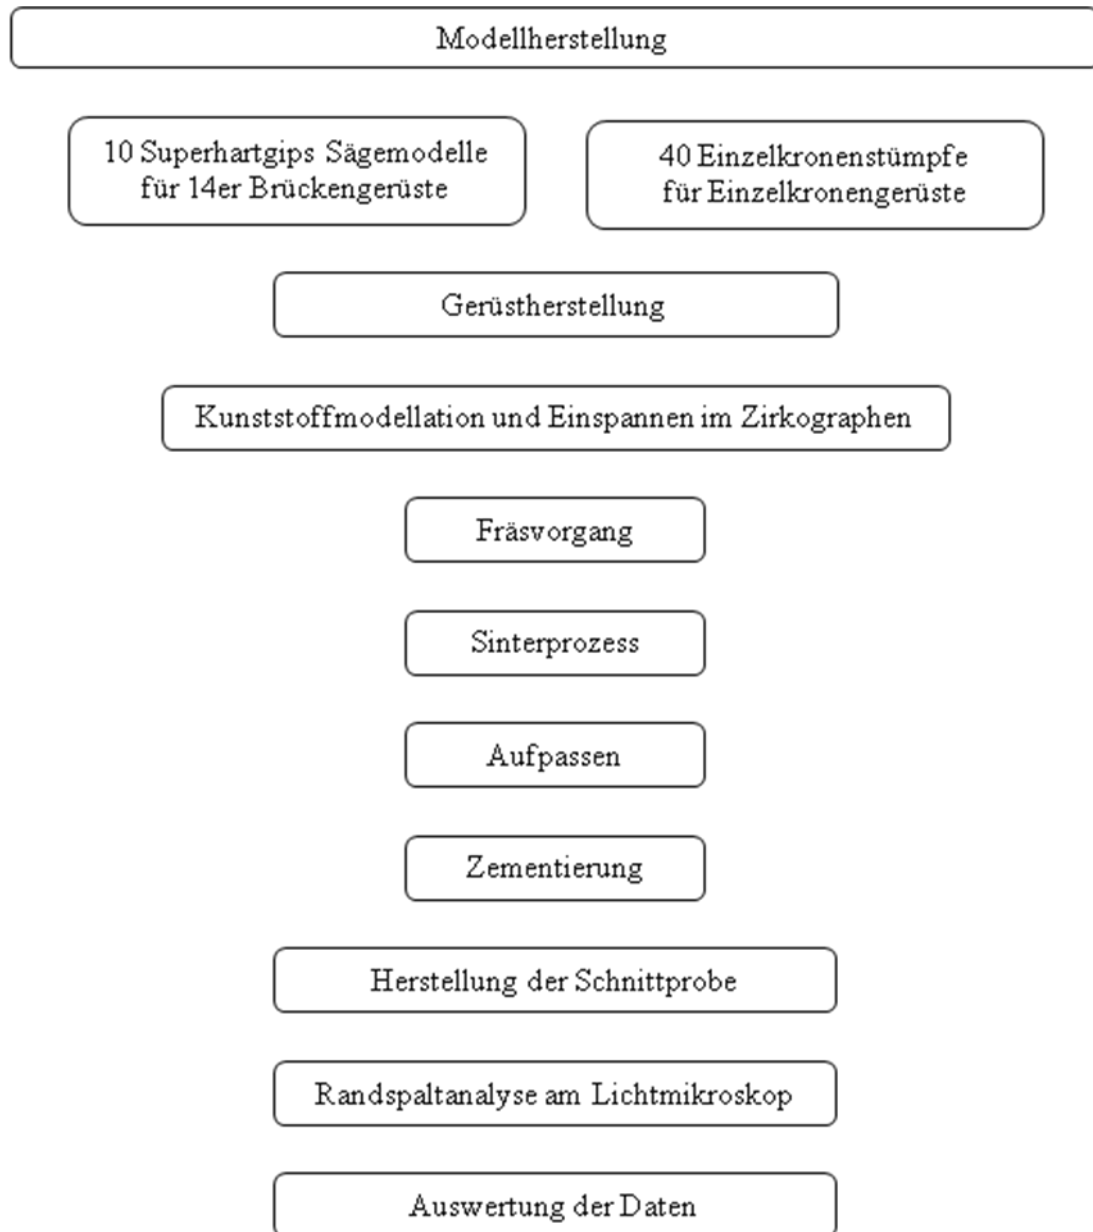 Modellherstellung
10 Superhartgips Sägemodelle
für 14er Brückengerüste
40 Einzelkronenstümpfe
für Einzelkronengerüste
Gerüstherstellung
Kunststoffmodellation und Einspannen im Zirkographen
Fräsvorgang
Sinterprozess
Aufpassen
Zementierung
Herstellung der Schnittprobe
Randspaltanalyse am Lichtmikroskop
Auswertung der Daten